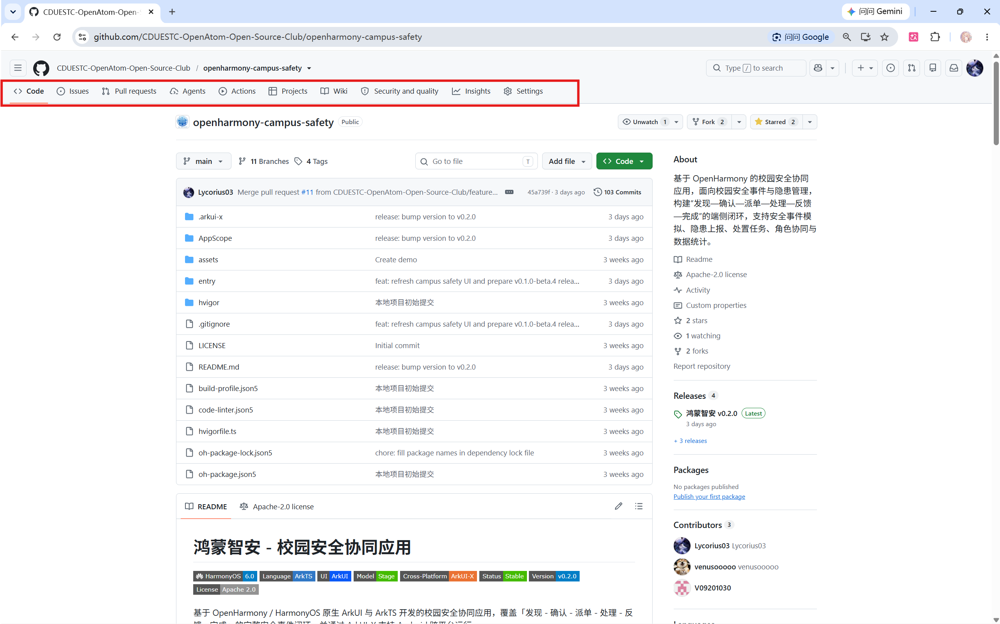 CDUESTC-OpenAtom-Open-
问问 Gemini
github.com/CDUESTC-OpenAtom-Open-Source-Club/openharmony-campus-safety
问问 Google
CDUESTC-OpenAtom-Open-Source-Club / openharmony-campus-safety
Type / to search
Code Issues Pull requests Agents Actions Projects Wiki Security and quality Insights Settings
openharmony-campus-safety Public
Unwatch 1 Fork 2 Starred 2
main 11 Branches 4 Tags
Go to file T Add file Code
Lycorius03 Merge pull request #11 from CDUESTC-OpenAtom-Open-Source-Club/feature... 45a739f · 3 days ago 103 Commits
.arkui-x release: bump version to v0.2.0 3 days ago
AppScope release: bump version to v0.2.0 3 days ago
assets Create demo 3 weeks ago
entry feat: refresh campus safety UI and prepare v0.1.0-beta.4 relea... 3 days ago
hvigor 本地项目初始提交 3 weeks ago
.gitignore feat: refresh campus safety UI and prepare v0.1.0-beta.4 relea... 3 days ago
LICENSE Initial commit 3 weeks ago
README.md release: bump version to v0.2.0 3 days ago
build-profile.json5 本地项目初始提交 3 weeks ago
code-linter.json5 本地项目初始提交 3 weeks ago
hvigorfile.ts 本地项目初始提交 3 weeks ago
oh-package-lock.json5 chore: fill package names in dependency lock file 3 weeks ago
oh-package.json5 本地项目初始提交 3 weeks ago
README Apache-2.0 license
鸿蒙智安 - 校园安全协同应用
HarmonyOS 6.0 Language ArkTS UI ArkUI Model Stage Cross-Platform ArkUI-X Status Stable Version v0.2.0
License Apache 2.0
基于 OpenHarmony / HarmonyOS 原生 ArkUI 与 ArkTS 开发的校园安全协同应用，覆盖「发现 - 确认 - 派单 - 处理 - 反
About
基于 OpenHarmony 的校园安全协同
应用，面向校园安全事件与隐患管理，
构建“发现—确认—派单—处理—反馈
—完成”的端侧闭环，支持安全事件模
拟、隐患上报、处置任务、角色协同与
数据统计。
Readme
Apache-2.0 license
Activity
Custom properties
2 stars
1 watching
2 forks
Report repository
Releases 4
鸿蒙智安 v0.2.0 Latest
3 days ago
+ 3 releases
Packages
No packages published
Publish your first package
Contributors 3
Lycorius03 Lycorius03
venusooooo venusooooo
V09201030